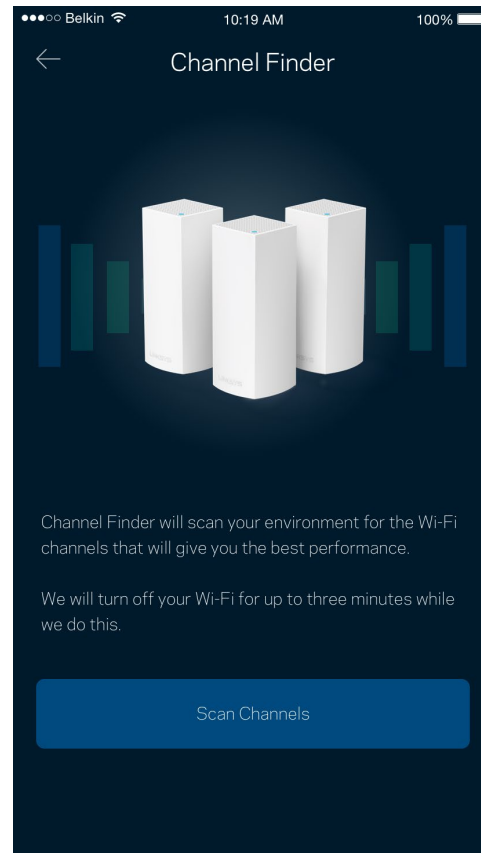 Belkin 10:19 AM 100%
Channel Finder
Channel Finder will scan your environment for the Wi-Fi
channels that will give you the best performance.
We will turn off your Wi-Fi for up to three minutes while
we do this.
Scan Channels